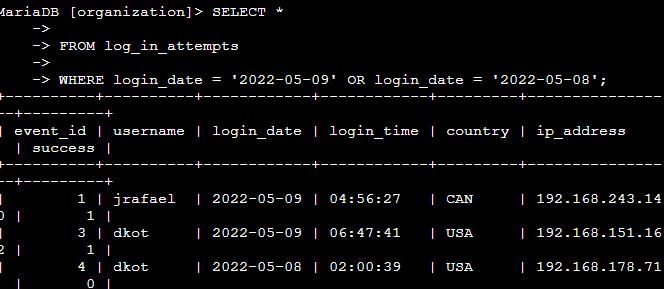 MariaDB [organization]> SELECT *
    ->
    -> FROM log_in_attempts
    ->
    -> WHERE login_date = '2022-05-09' OR login_date = '2022-05-08';
+----------+----------+------------+------------+---------+----------------
--+---------+
| event_id | username | login_date | login_time | country | ip_address
  | success |
+----------+----------+------------+------------+---------+----------------
--+---------+
|        1 | jrafael  | 2022-05-09 | 04:56:27   | CAN     | 192.168.243.14
0 |       1 |
|        3 | dkot     | 2022-05-09 | 06:47:41   | USA     | 192.168.151.16
2 |       1 |
|        4 | dkot     | 2022-05-08 | 02:00:39   | USA     | 192.168.178.71
  |       0 |